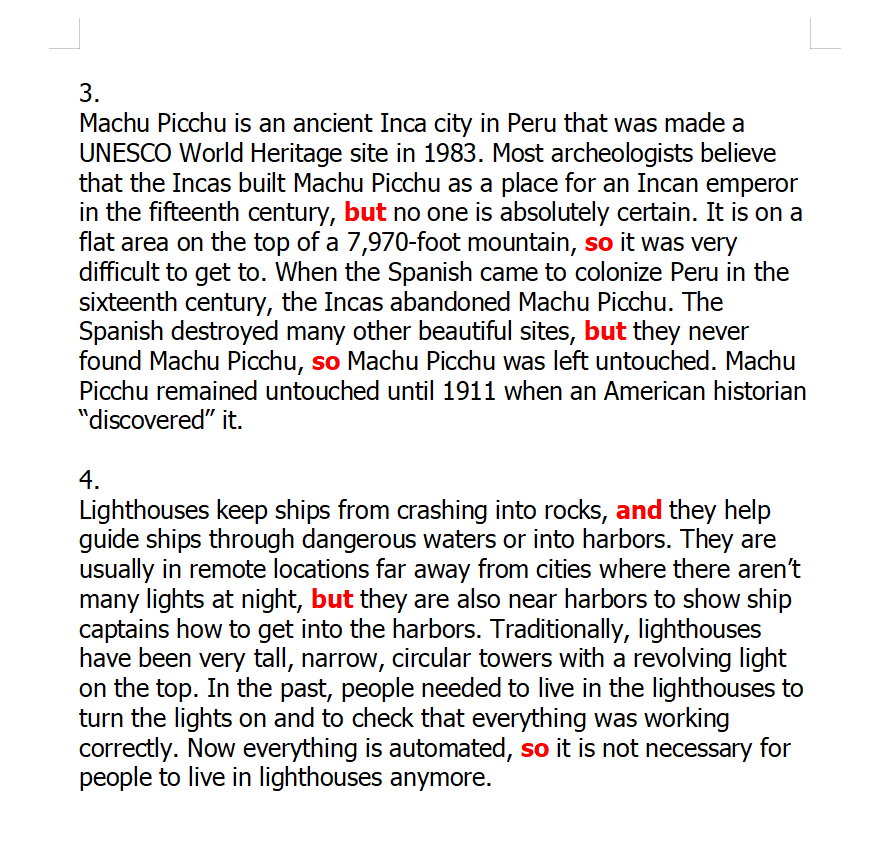 3.
Machu Picchu is an ancient Inca city in Peru that was made a
UNESCO World Heritage site in 1983. Most archeologists believe
that the Incas built Machu Picchu as a place for an Incan emperor
in the fifteenth century, but no one is absolutely certain. It is on a
flat area on the top of a 7,970-foot mountain, so it was very
difficult to get to. When the Spanish came to colonize Peru in the
sixteenth century, the Incas abandoned Machu Picchu. The
Spanish destroyed many other beautiful sites, but they never
found Machu Picchu, so Machu Picchu was left untouched. Machu
Picchu remained untouched until 1911 when an American historian
“discovered” it.
4.
Lighthouses keep ships from crashing into rocks, and they help
guide ships through dangerous waters or into harbors. They are
usually in remote locations far away from cities where there aren’t
many lights at night, but they are also near harbors to show ship
captains how to get into the harbors. Traditionally, lighthouses
have been very tall, narrow, circular towers with a revolving light
on the top. In the past, people needed to live in the lighthouses to
turn the lights on and to check that everything was working
correctly. Now everything is automated, so it is not necessary for
people to live in lighthouses anymore.